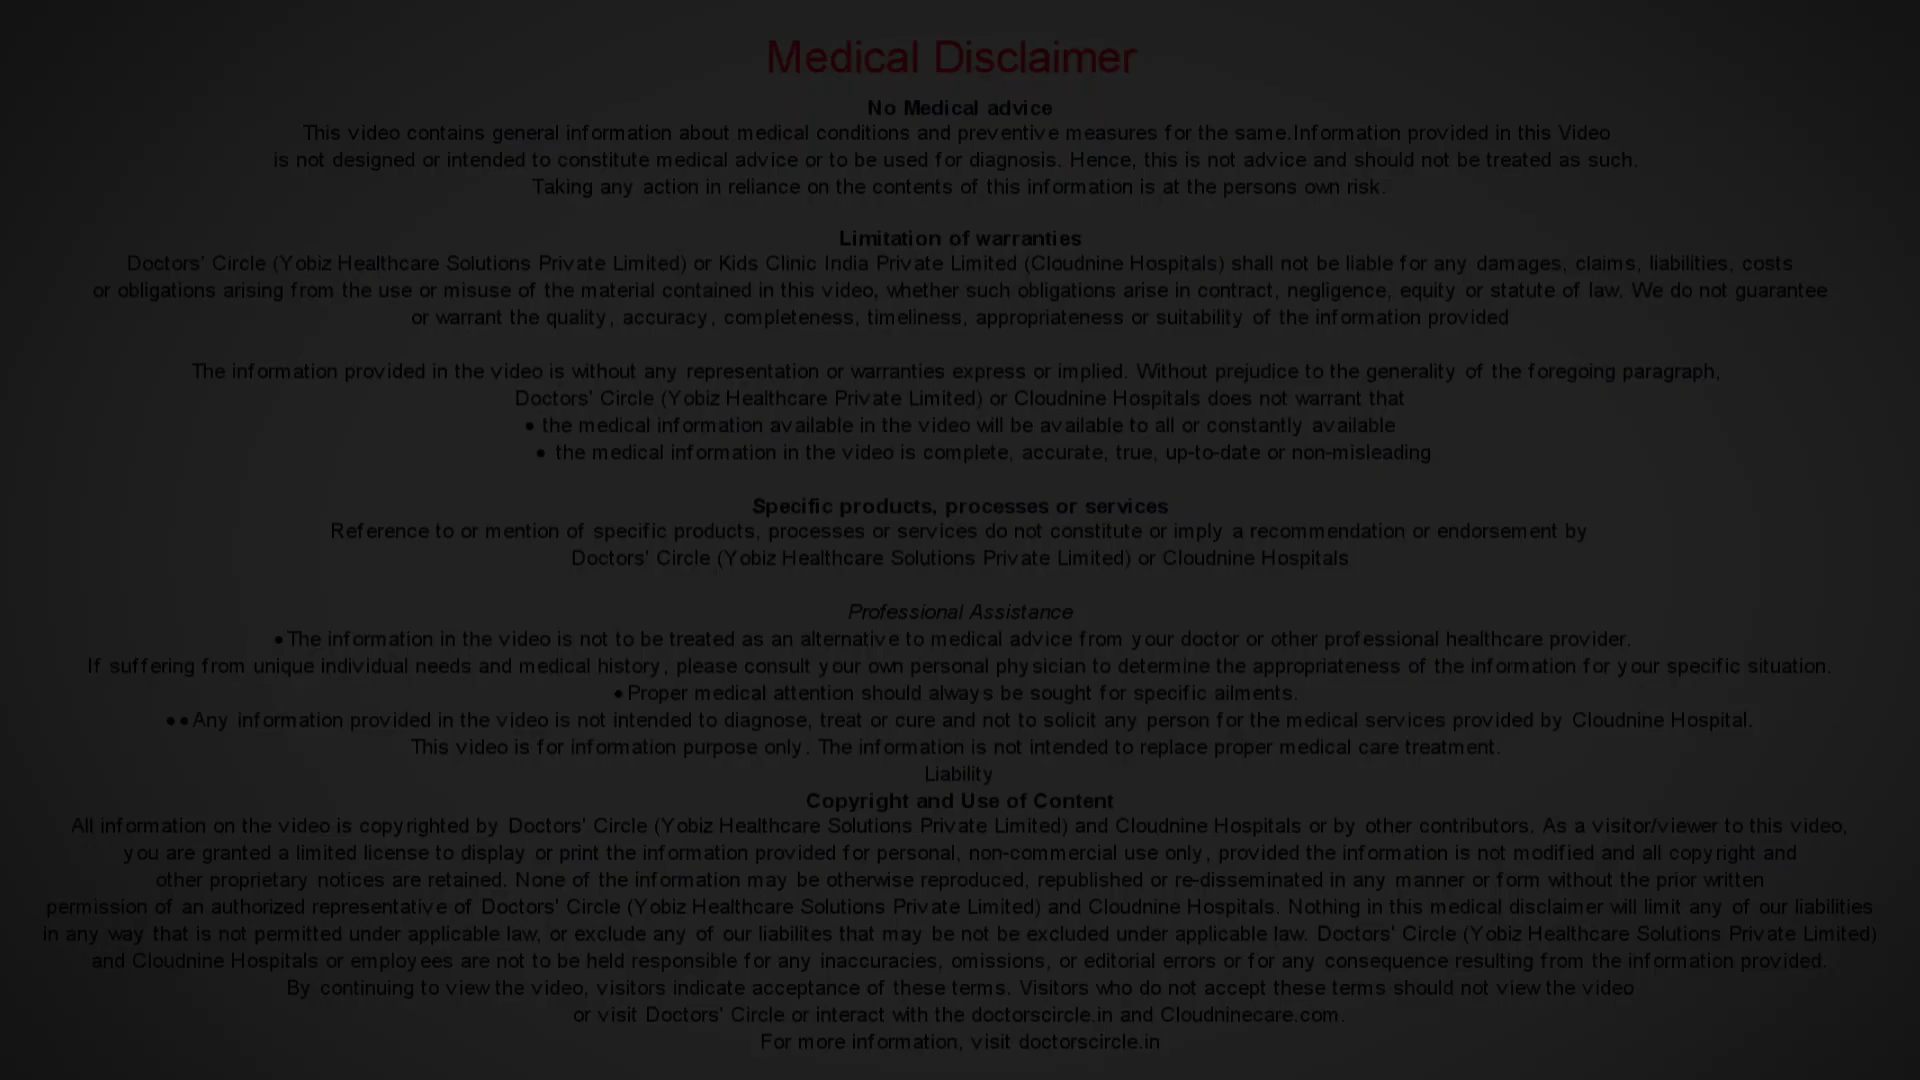 Medical Disclaimer
No Medical advice
This video contains general information about medical conditions and preventive measures for the same.Information provided in this Video
is not designed or intended to constitute medical advice or to be used for diagnosis. Hence, this is not advice and should not be treated as such.
Taking any action in reliance on the contents of this information is at the persons own risk.
Limitation of warranties
Doctors' Circle (Yobiz Healthcare Solutions Private Limited) or Kids Clinic India Private Limited (Cloudnine Hospitals) shall not be liable for any damages, claims, liabilities, costs
or obligations arising from the use or misuse of the material contained in this video, whether such obligations arise in contract, negligence, equity or statute of law. We do not guarantee
or warrant the quality, accuracy, completeness, timeliness, appropriateness or suitability of the information provided
The information provided in the video is without any representation or warranties express or implied. Without prejudice to the generality of the foregoing paragraph,
Doctors' Circle (Yobiz Healthcare Private Limited) or Cloudnine Hospitals does not warrant that
• the medical information available in the video will be available to all or constantly available
• the medical information in the video is complete, accurate, true, up-to-date or non-misleading
Specific products, processes or services
Reference to or mention of specific products, processes or services do not constitute or imply a recommendation or endorsement by
Doctors' Circle (Yobiz Healthcare Solutions Private Limited) or Cloudnine Hospitals
Professional Assistance
•The information in the video is not to be treated as an alternative to medical advice from your doctor or other professional healthcare provider.
If suffering from unique individual needs and medical history, please consult your own personal physician to determine the appropriateness of the information for your specific situation.
•Proper medical attention should always be sought for specific ailments.
••Any information provided in the video is not intended to diagnose, treat or cure and not to solicit any person for the medical services provided by Cloudnine Hospital.
This video is for information purpose only. The information is not intended to replace proper medical care treatment.
Liability
Copyright and Use of Content
All information on the video is copyrighted by Doctors' Circle (Yobiz Healthcare Solutions Private Limited) and Cloudnine Hospitals or by other contributors. As a visitor/viewer to this video,
you are granted a limited license to display or print the information provided for personal, non-commercial use only, provided the information is not modified and all copyright and
other proprietary notices are retained. None of the information may be otherwise reproduced, republished or re-disseminated in any manner or form without the prior written
permission of an authorized representative of Doctors' Circle (Yobiz Healthcare Solutions Private Limited) and Cloudnine Hospitals. Nothing in this medical disclaimer will limit any of our liabilities
in any way that is not permitted under applicable law, or exclude any of our liabilites that may be not be excluded under applicable law. Doctors' Circle (Yobiz Healthcare Solutions Private Limited)
and Cloudnine Hospitals or employees are not to be held responsible for any inaccuracies, omissions, or editorial errors or for any consequence resulting from the information provided.
By continuing to view the video, visitors indicate acceptance of these terms. Visitors who do not accept these terms should not view the video
or visit Doctors' Circle or interact with the doctorscircle.in and Cloudninecare.com.
For more information, visit doctorscircle.in